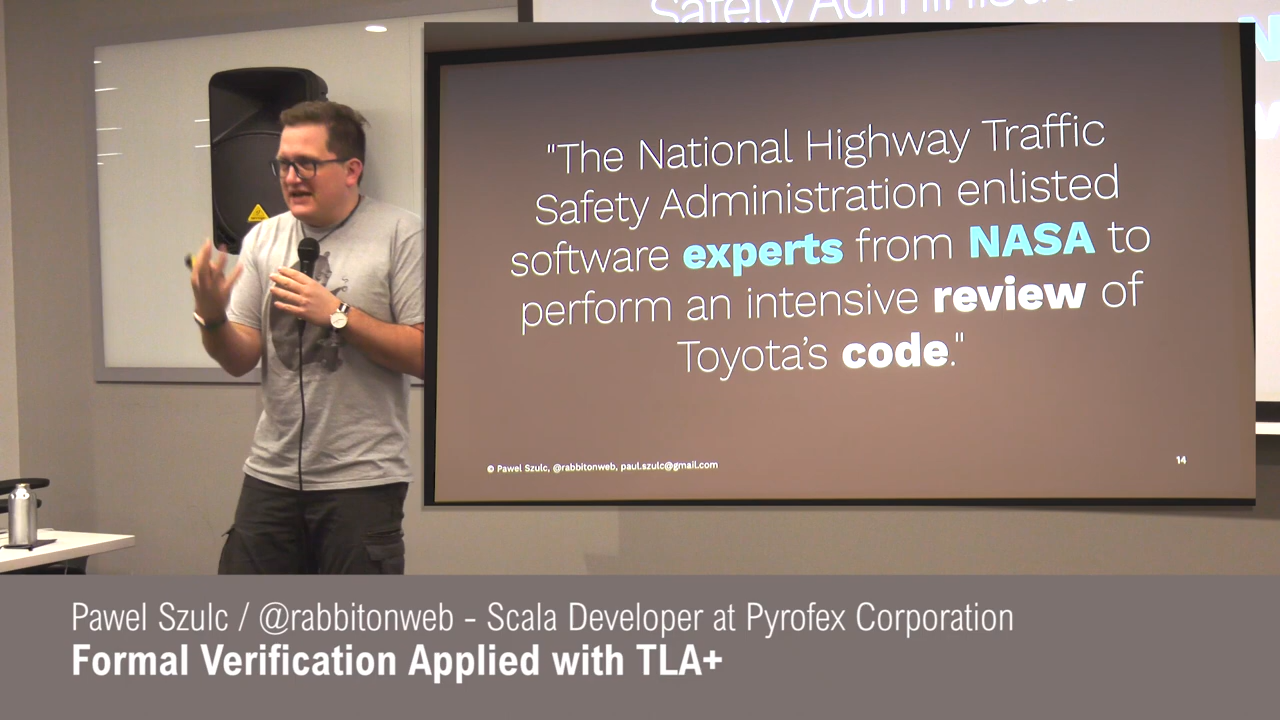 Safety Administra
"The National Highway Traffic
Safety Administration enlisted
software experts from NASA to
perform an intensive review of
Toyota’s code."
© Pawel Szulc, @rabbitonweb, paul.szulc@gmail.com
14
Pawel Szulc / @rabbitonweb - Scala Developer at Pyrofex Corporation
Formal Verification Applied with TLA+